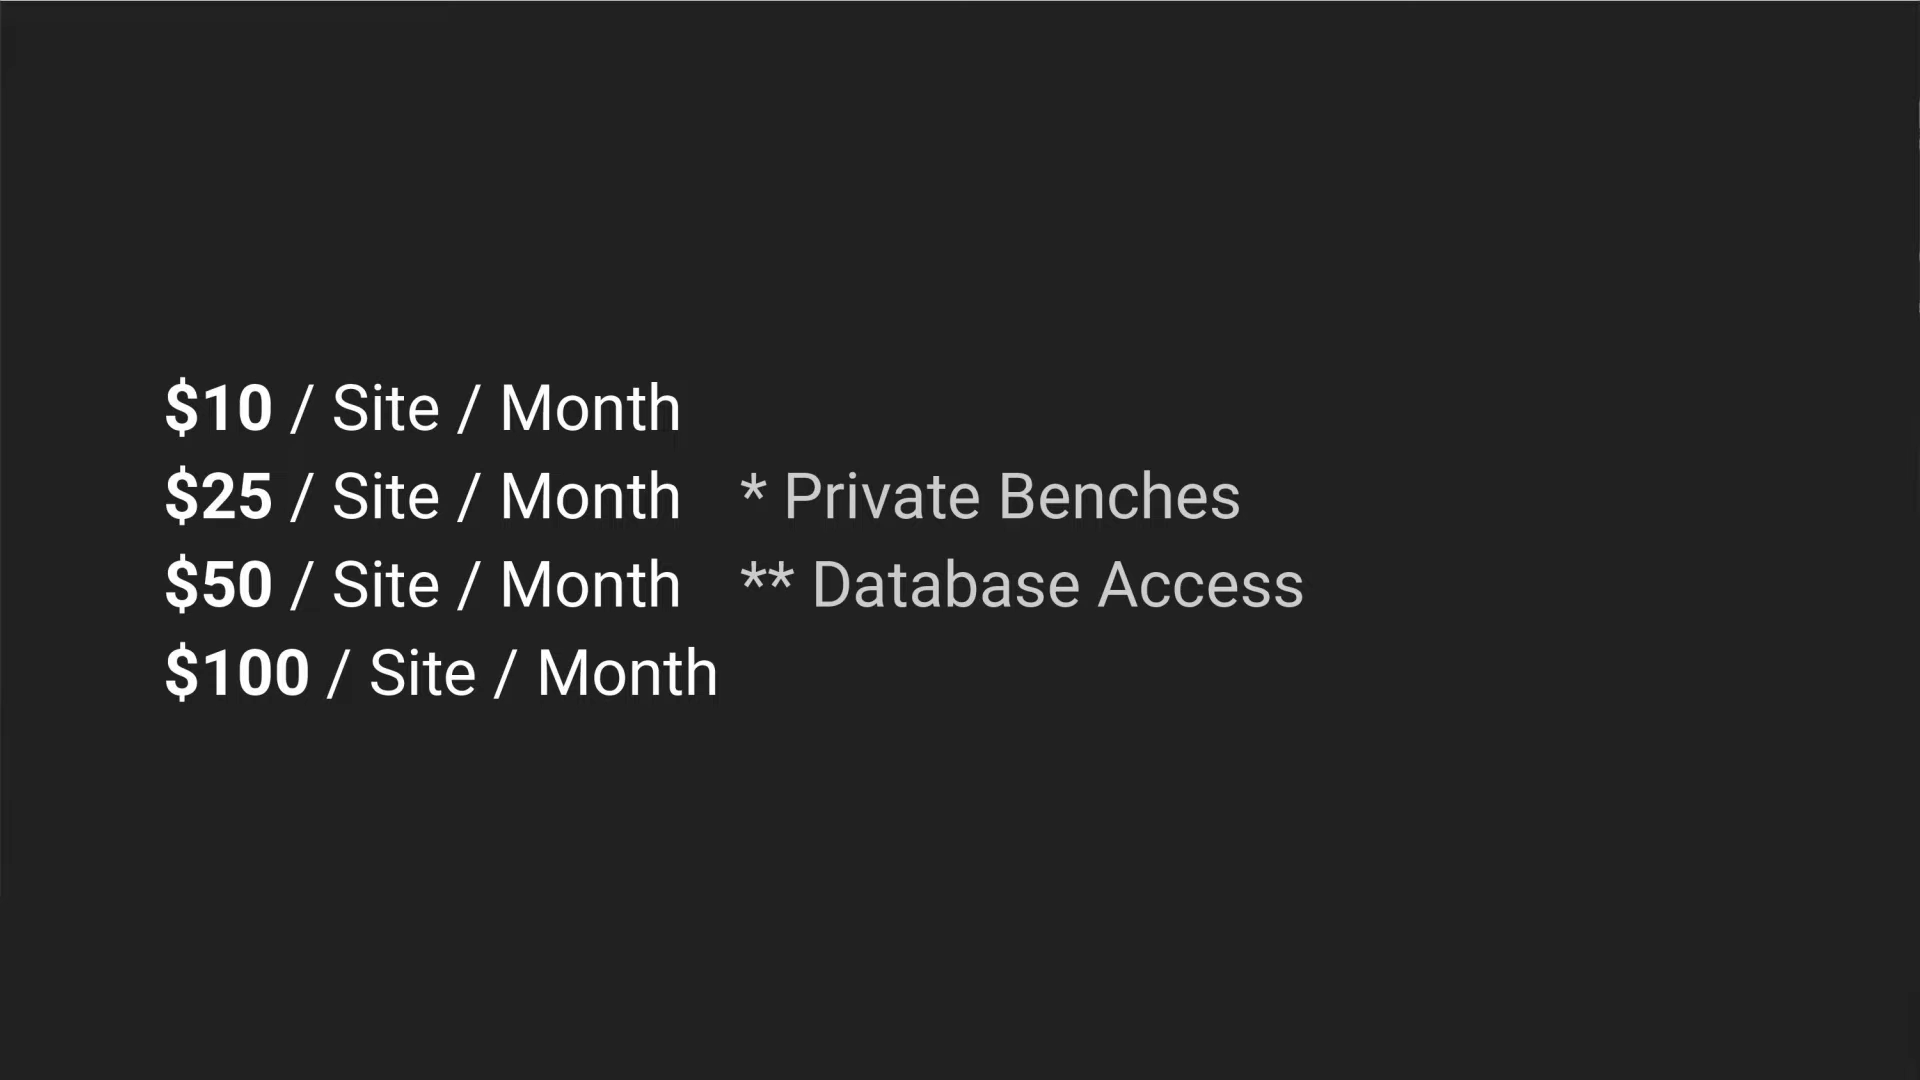 $10 / Site / Month
$25 / Site / Month * Private Benches
$50 / Site / Month ** Database Access
$100 / Site / Month